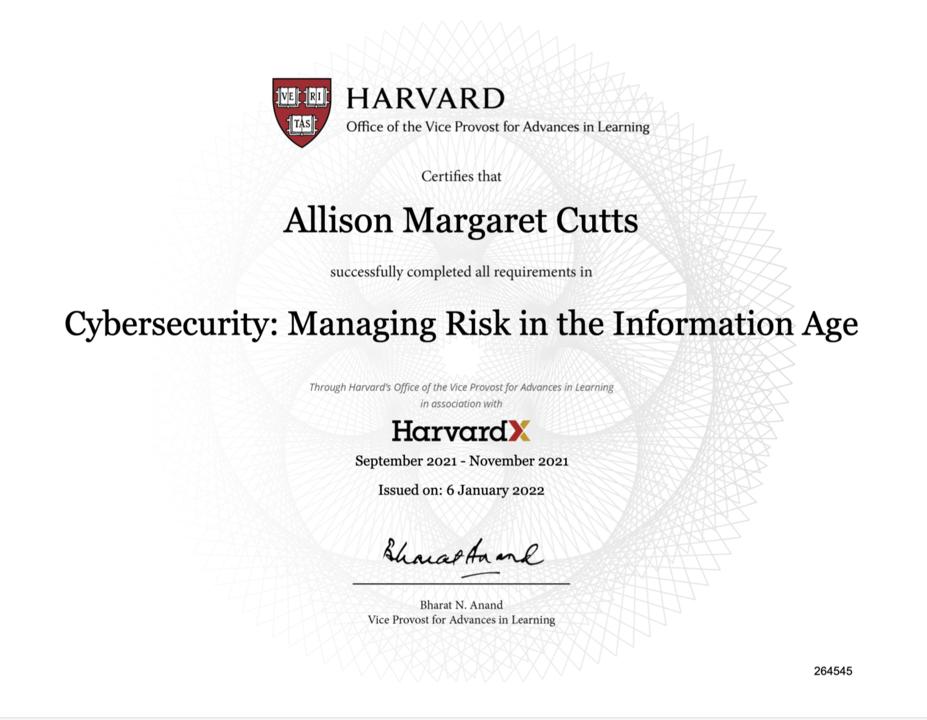 VE RI
TAS
HARVARD
Office of the Vice Provost for Advances in Learning
Certifies that
Allison Margaret Cutts
successfully completed all requirements in
Cybersecurity: Managing Risk in the Information Age
Through Harvard's Office of the Vice Provost for Advances in Learning
in association with
HarvardX
September 2021 - November 2021
Issued on: 6 January 2022
Bharat Anand
Bharat N. Anand
Vice Provost for Advances in Learning
264545